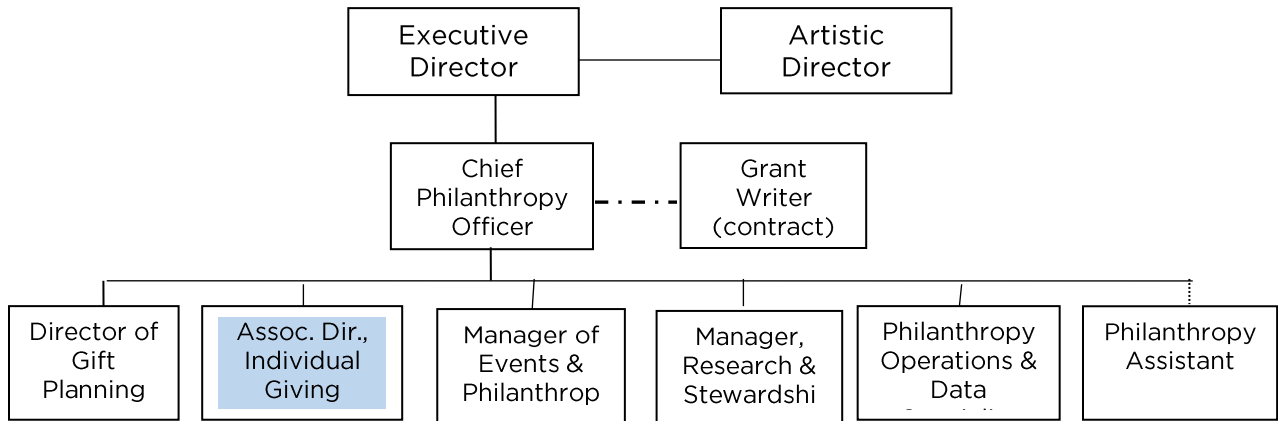 Executive
Director
Artistic
Director
Chief
Philanthropy
Officer
Grant
Writer
(contract)
Director of
Gift
Planning
Assoc. Dir.,
Individual
Giving
Manager of
Events &
Philanthrop
Manager,
Research &
Stewardshi
Philanthropy
Operations &
Data
Philanthropy
Assistant